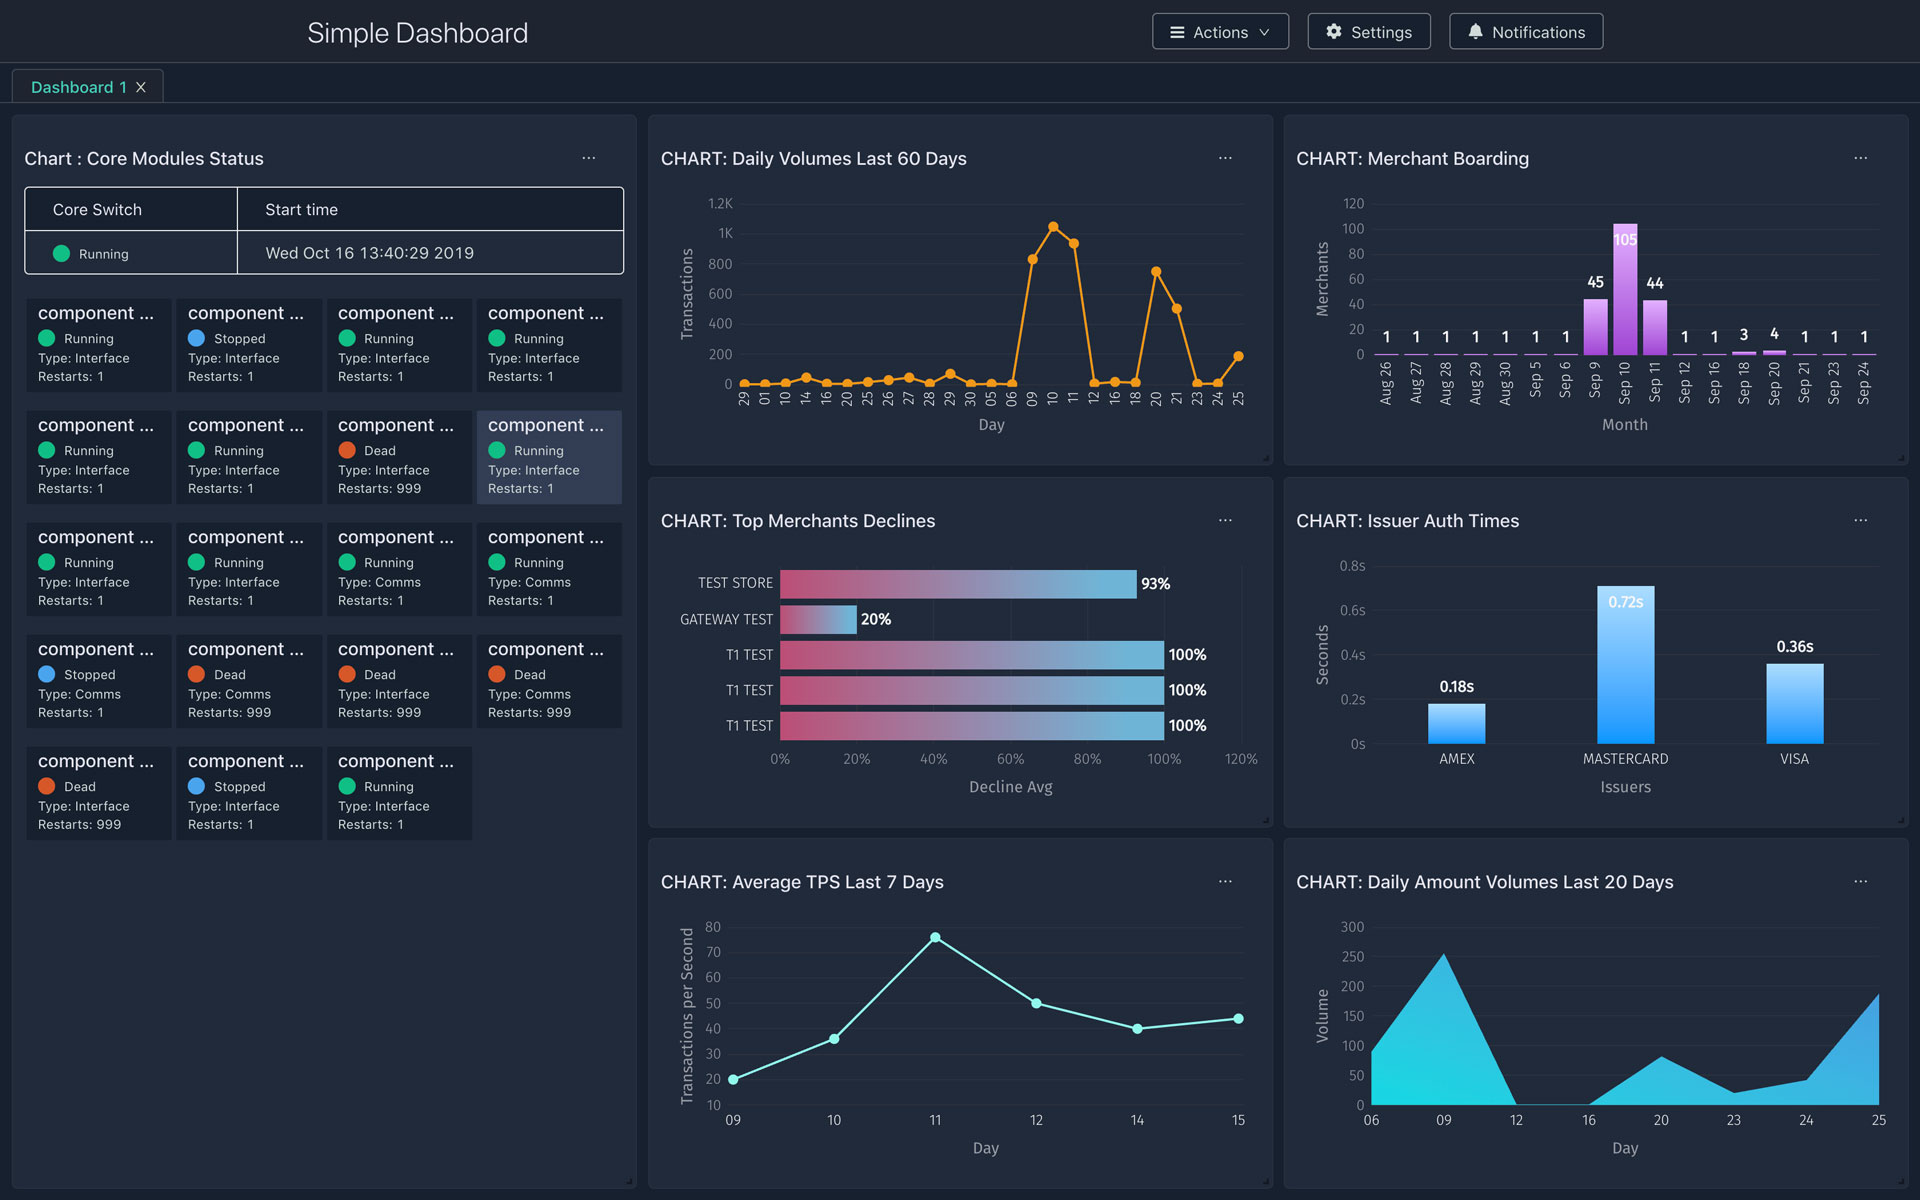 Simple Dashboard
Actions
Settings
Notifications
Dashboard 1 X
Chart : Core Modules Status ...
Core Switch Start time
Running Wed Oct 16 13:40:29 2019
component ... component ... component ... component ...
Running Stopped Running Running
Type: Interface Type: Interface Type: Interface Type: Interface
Restarts: 1 Restarts: 1 Restarts: 1 Restarts: 1
component ... component ... component ... component ...
Running Running Dead Running
Type: Interface Type: Interface Type: Interface Type: Interface
Restarts: 1 Restarts: 1 Restarts: 999 Restarts: 1
component ... component ... component ... component ...
Running Running Running Running
Type: Interface Type: Interface Type: Comms Type: Comms
Restarts: 1 Restarts: 1 Restarts: 1 Restarts: 1
component ... component ... component ... component ...
Stopped Dead Dead Dead
Type: Comms Type: Comms Type: Interface Type: Comms
Restarts: 1 Restarts: 999 Restarts: 999 Restarts: 999
component ... component ... component ...
Dead Stopped Running
Type: Interface Type: Interface Type: Interface
Restarts: 999 Restarts: 1 Restarts: 1
CHART: Daily Volumes Last 60 Days ...
Transactions
1.2K
1K
800
600
400
200
0
29 01 10 14 16 20 25 26 27 28 29 30 05 06 09 10 11 12 16 18 20 21 23 24 25
Day
CHART: Merchant Boarding ...
Merchants
120
100
80
60
40
20
0
1 1 1 1 1 1 1 45 105 44 1 1 3 4 1 1 1
Aug 26 Aug 27 Aug 28 Aug 29 Aug 30 Sep 5 Sep 6 Sep 9 Sep 10 Sep 11 Sep 12 Sep 16 Sep 18 Sep 20 Sep 21 Sep 23 Sep 24
Month
CHART: Top Merchants Declines ...
TEST STORE 93%
GATEWAY TEST 20%
T1 TEST 100%
T1 TEST 100%
T1 TEST 100%
0% 20% 40% 60% 80% 100% 120%
Decline Avg
CHART: Issuer Auth Times ...
Seconds
0.8s
0.6s
0.4s
0.2s
0s
0.18s 0.72s 0.36s
AMEX MASTERCARD VISA
Issuers
CHART: Average TPS Last 7 Days ...
Transactions per Second
80
70
60
50
40
30
20
10
09 10 11 12 14 15
Day
CHART: Daily Amount Volumes Last 20 Days ...
Volume
300
250
200
150
100
50
0
06 09 12 16 20 23 24 25
Day